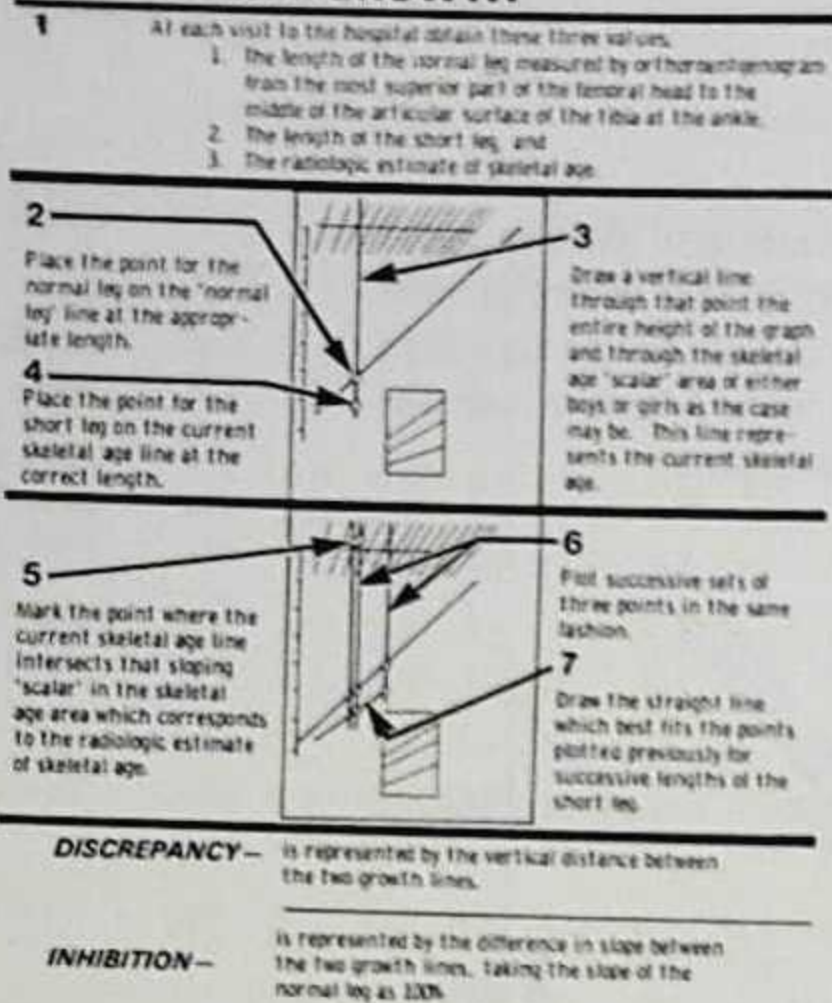 1
At each visit to the hospital obtain these three values.
1. The length of the normal leg measured by orthoroentgenogram
from the most superior part of the femoral head to the
middle of the articular surface of the tibia at the ankle.
2. The length of the short leg, and
3. The radiologic estimate of skeletal age.
2
Place the point for the
normal leg on the "normal
leg" line at the appropr-
iate length.
3
Draw a vertical line
through that point the
entire height of the graph
and through the skeletal
age "scalar" area of either
boys or girls as the case
may be. This line repre-
sents the current skeletal
age.
4
Place the point for the
short leg on the current
skeletal age line at the
correct length.
5
Mark the point where the
current skeletal age line
intersects that sloping
"scalar" in the skeletal
age area which corresponds
to the radiologic estimate
of skeletal age.
6
Plot successive sets of
three points in the same
fashion.
7
Draw the straight line
which best fits the points
plotted previously for
successive lengths of the
short leg.
DISCREPANCY— is represented by the vertical distance between
the two growth lines.
INHIBITION— is represented by the difference in slope between
the two growth lines, taking the slope of the
normal leg as 100%